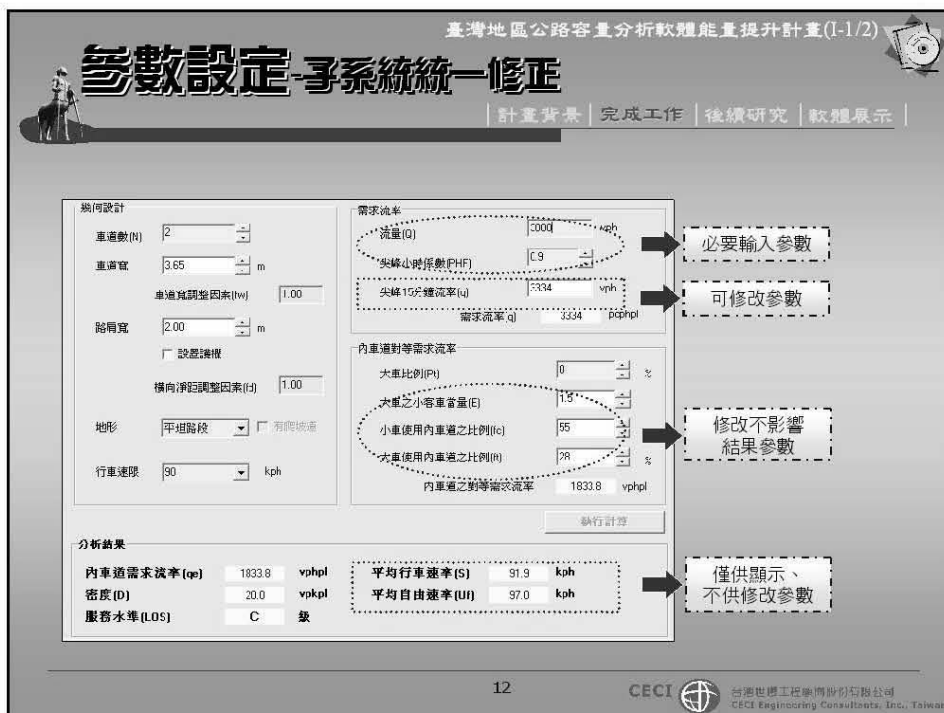 臺灣地區公路容量分析軟體能量提升計畫(I-1/2)
參數設定-子系統統一修正
|計畫背景|完成工作|後續研究|軟體展示|
幾何設計
車道數(N) 2
車道寬 3.65 m
車道寬調整因素(fw) 1.00
路肩寬 2.00 m
設置護欄
橫向淨距調整因素(fd) 1.00
地形 平坦路段 有爬坡道
行車速限 90 kph
需求流率
流量(Q) 3000 vph
尖峰小時係數(PHF) 0.9
尖峰15分鐘流率(q) 3334 vph
需求流率(q) 3334 pcphpl
內車道對等需求流率
大車比例(Pt) 0 %
大車之小客車當量(E) 1.5
小車使用內車道之比例(fc) 55
大車使用內車道之比例(ft) 28 %
內車道之對等需求流率 1833.8 vphpl
執行計算
分析結果
內車道需求流率(qe) 1833.8 vphpl
密度(D) 20.0 vpkpl
服務水準(LOS) C 級
平均行車速率(S) 91.9 kph
平均自由速率(Uf) 97.0 kph
必要輸入參數
可修改參數
修改不影響
結果參數
僅供顯示、
不供修改參數
12
CECI
台灣世曦工程顧問股份有限公司
CECI Engineering Consultants, Inc., Taiwan